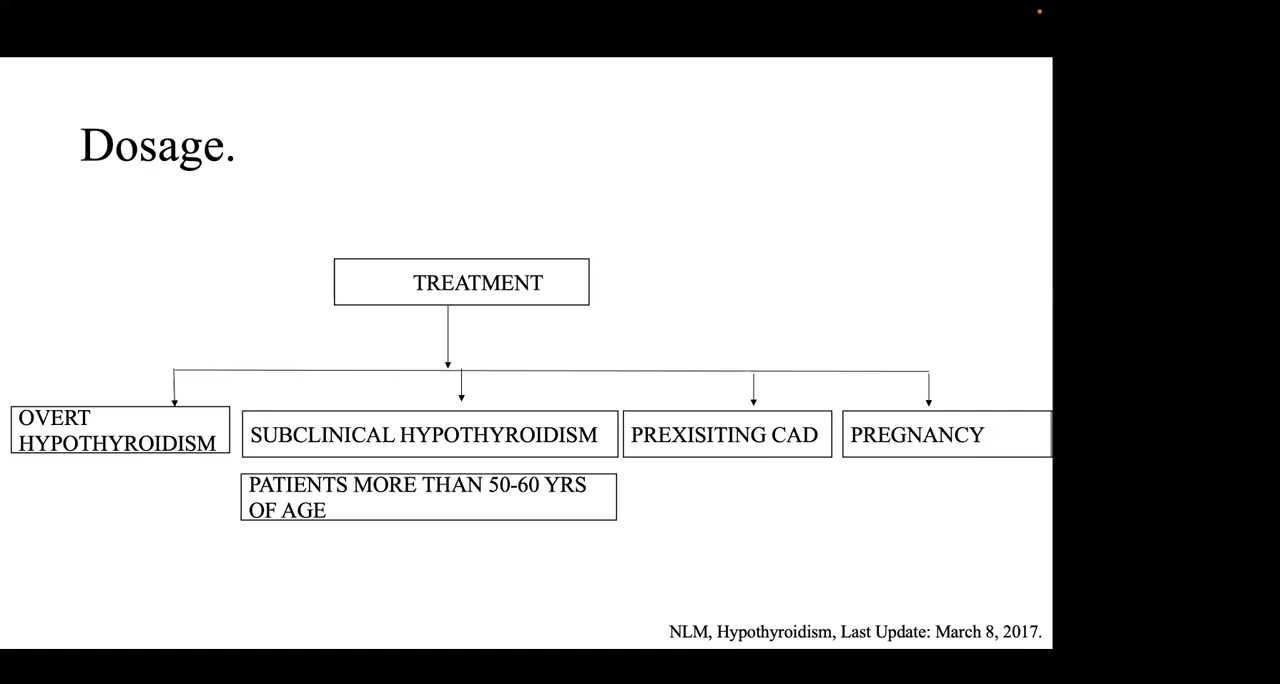 Dosage.
TREATMENT
OVERT
HYPOTHYROIDISM
SUBCLINICAL HYPOTHYROIDISM
PREXISITING CAD
PREGNANCY
PATIENTS MORE THAN 50-60 YRS
OF AGE
NLM, Hypothyroidism, Last Update: March 8, 2017.